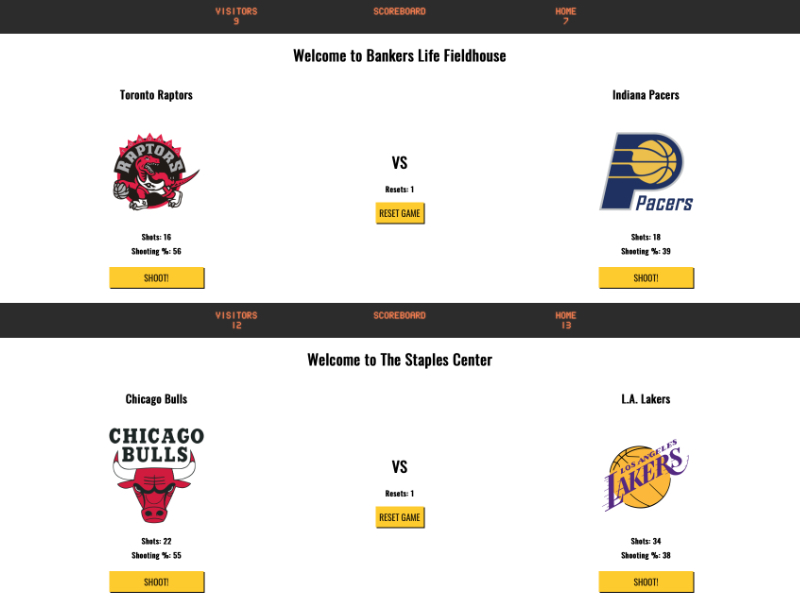 VISITORS SCOREBOARD HOME
9 7
Welcome to Bankers Life Fieldhouse
Toronto Raptors Indiana Pacers
RAPTORS
VS
Pacers
Resets: 1
RESET GAME
Shots: 16 Shots: 18
Shooting %: 56 Shooting %: 39
SHOOT! SHOOT!
VISITORS SCOREBOARD HOME
12 13
Welcome to The Staples Center
Chicago Bulls L.A. Lakers
CHICAGO
BULLS
LOS ANGELES
LAKERS
VS
Resets: 1
RESET GAME
Shots: 22 Shots: 34
Shooting %: 55 Shooting %: 38
SHOOT! SHOOT!